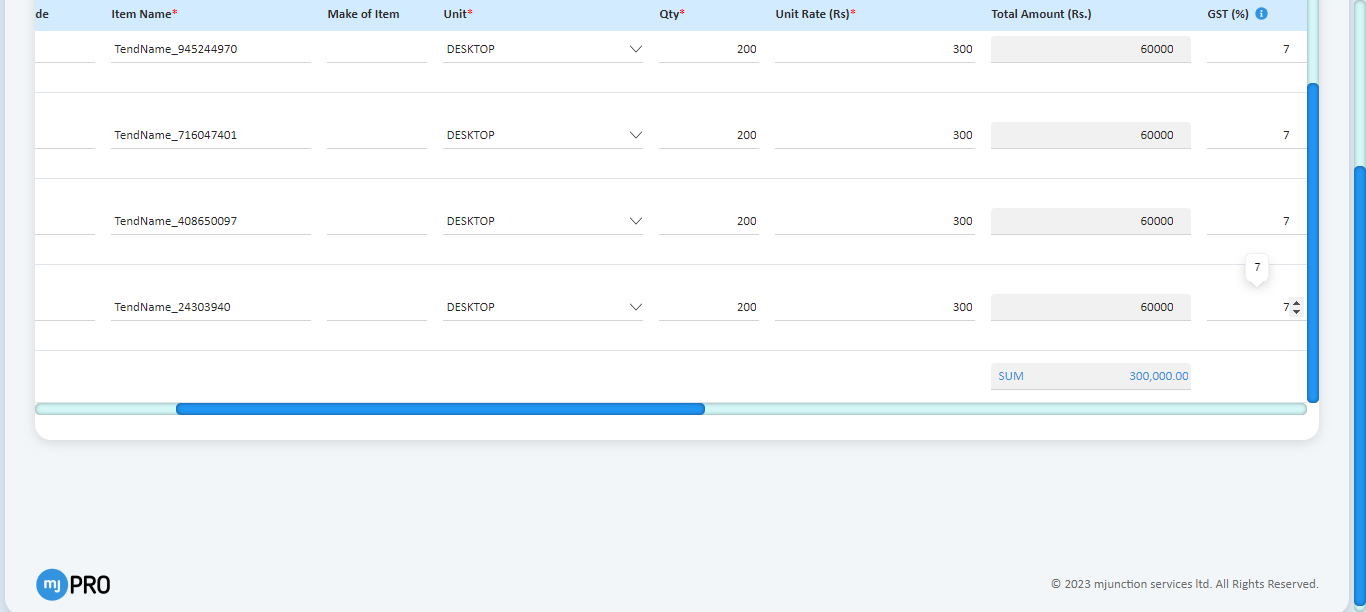 de Item Name* Make of Item Unit* Qty* Unit Rate (Rs)* Total Amount (Rs.) GST (%) i
TendName_945244970 DESKTOP 200 300 60000 7
TendName_716047401 DESKTOP 200 300 60000 7
TendName_408650097 DESKTOP 200 300 60000 7
7
TendName_24303940 DESKTOP 200 300 60000 7
SUM 300,000.00
mj PRO
© 2023 mjunction services ltd. All Rights Reserved.